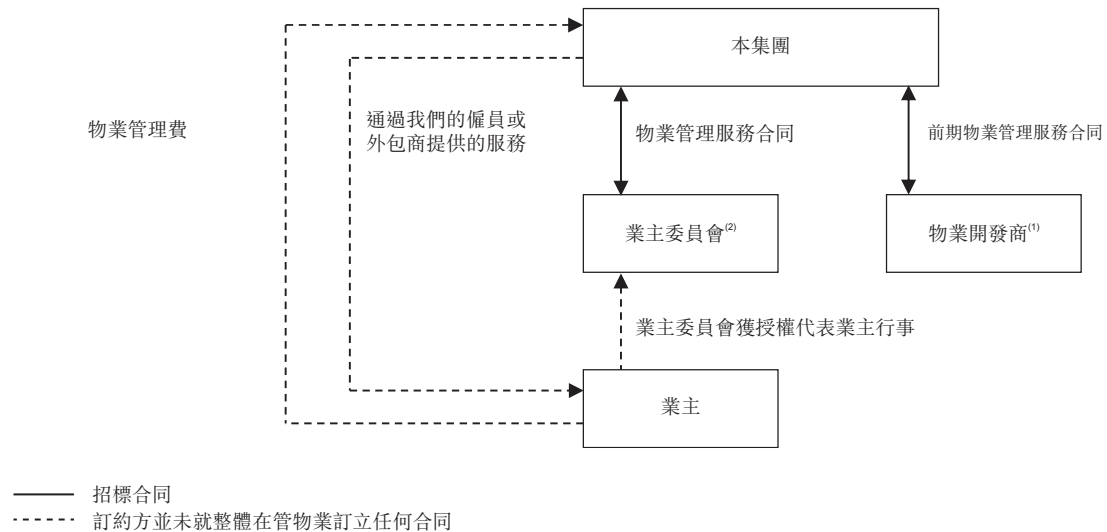 本集團
物業管理費
通過我們的僱員或
外包商提供的服務
物業管理服務合同
前期物業管理服務合同
業主委員會(2)
物業開發商(1)
業主委員會獲授權代表業主行事
業主
招標合同
訂約方並未就整體在管物業訂立任何合同